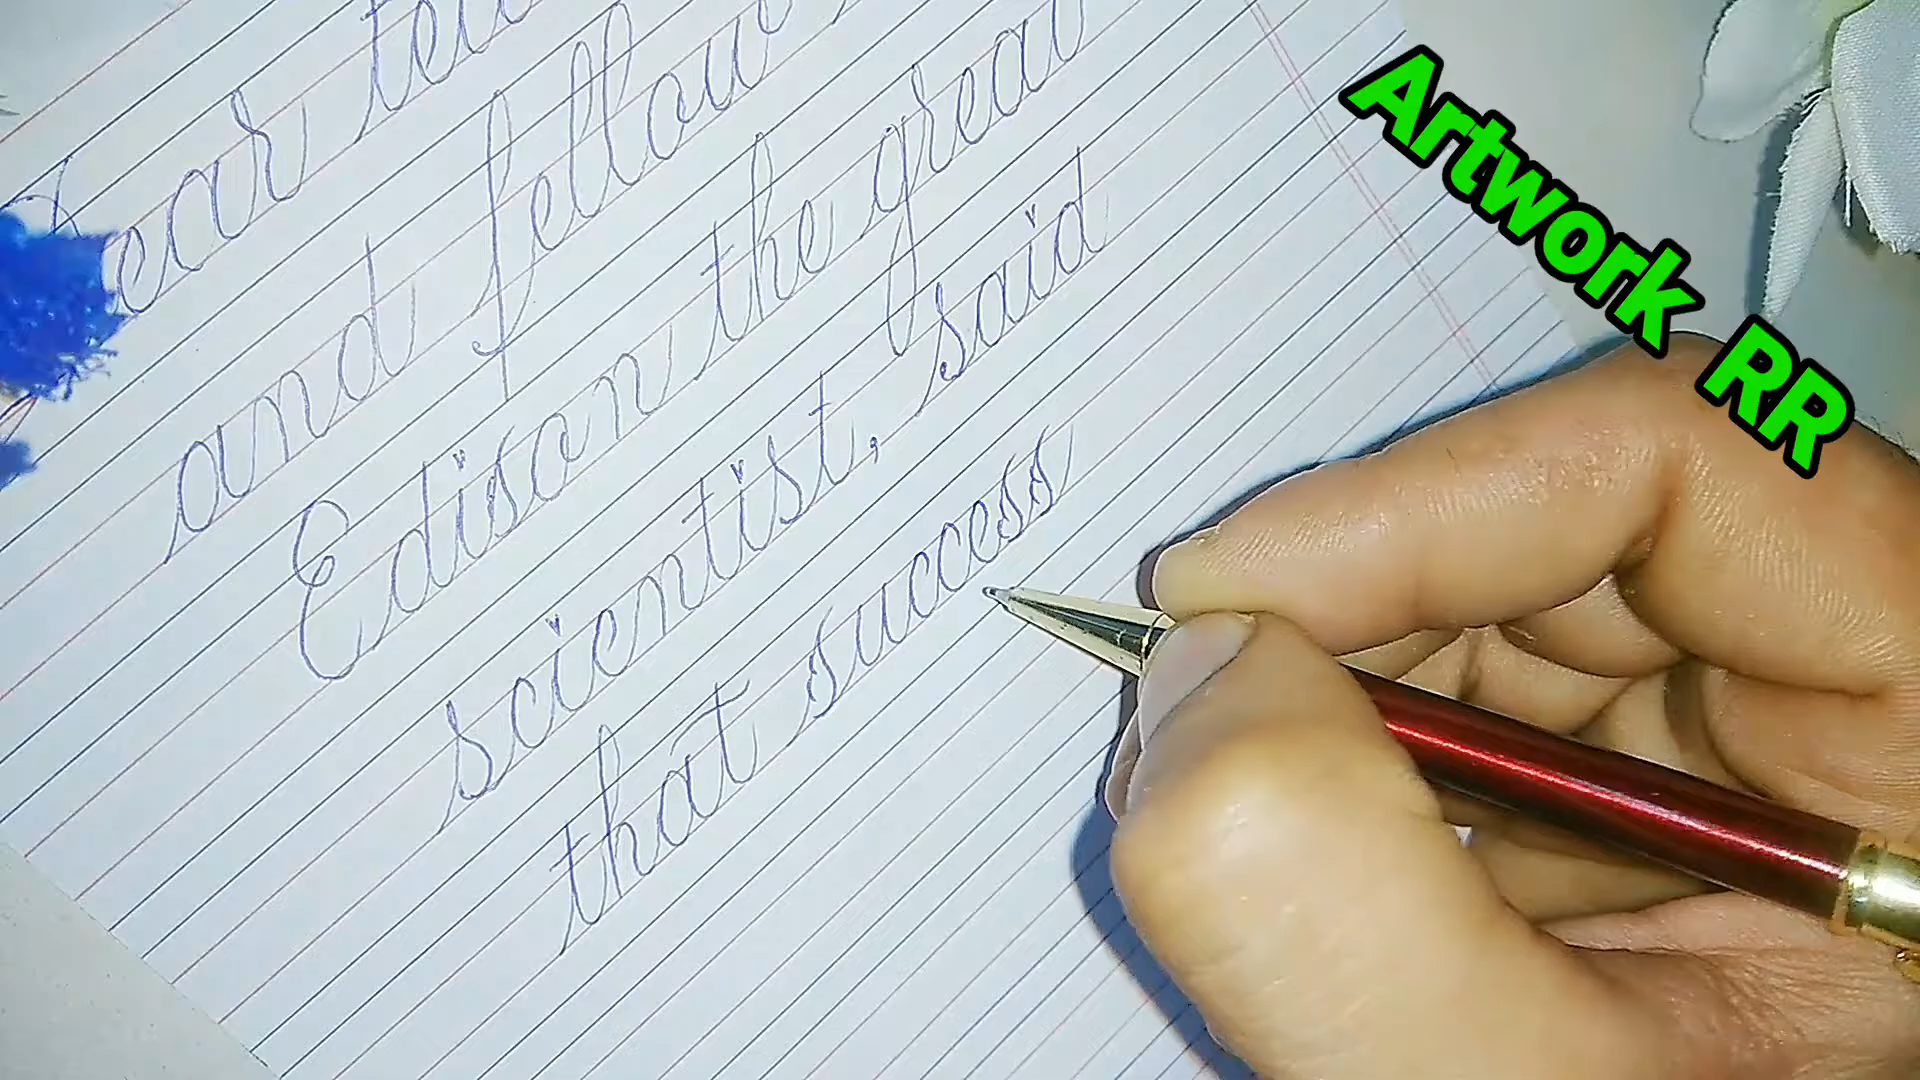 and fellow
Edison the great
scientist, said
that success
Artwork RR